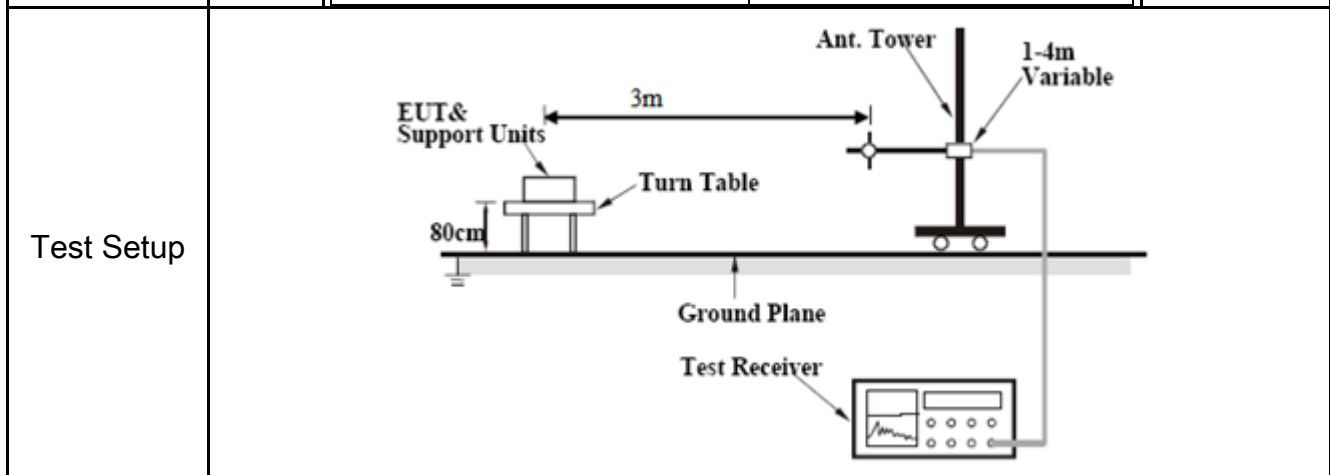 Test Setup
Ant. Tower
1-4m
Variable
3m
EUT&
Support Units
Turn Table
80cm
Ground Plane
Test Receiver